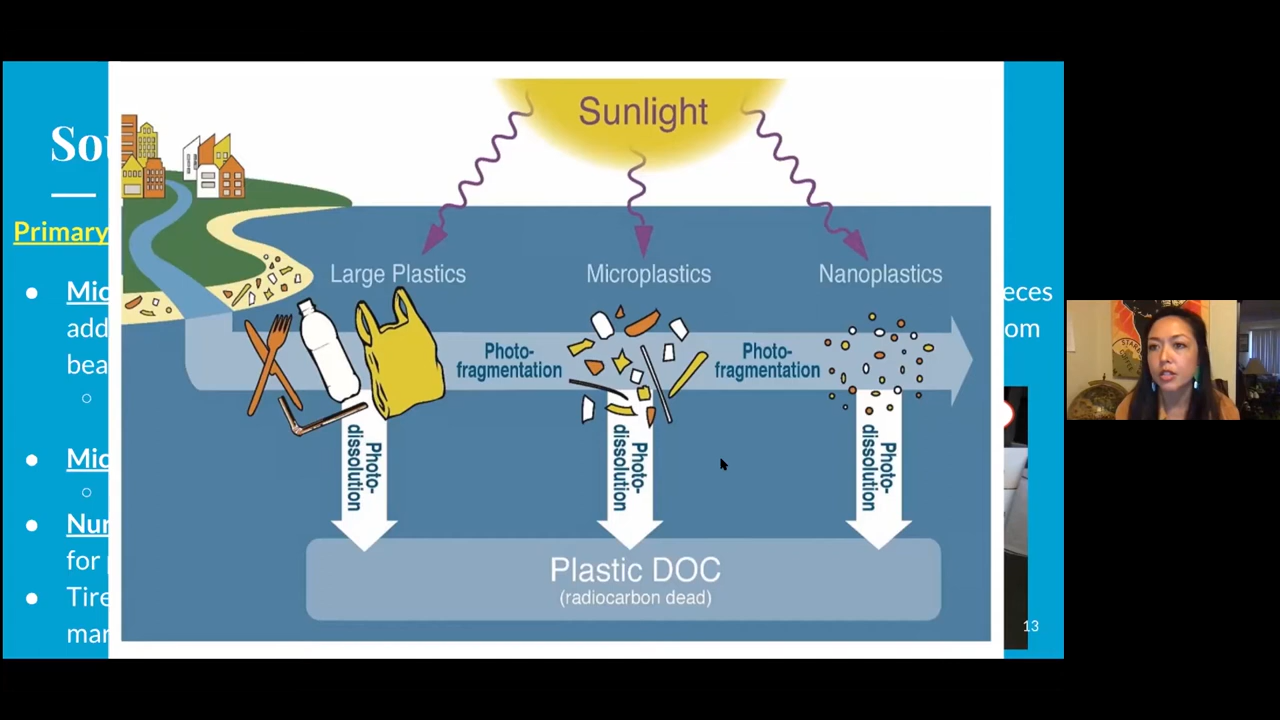 Sou
Primary
Mic
add
bea
Mic
Nur
for
Tire
mar
eces
om
13
Sunlight
Large Plastics
Microplastics
Nanoplastics
Photo-
fragmentation
Photo-
fragmentation
Photo-
dissolution
Photo-
dissolution
Photo-
dissolution
Plastic DOC
(radiocarbon dead)